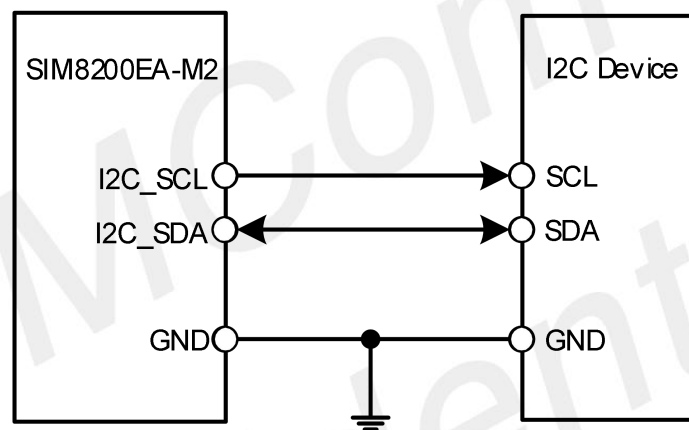 SIM8200EA-M2
I2C Device
I2C_SCL
SCL
I2C_SDA
SDA
GND
GND